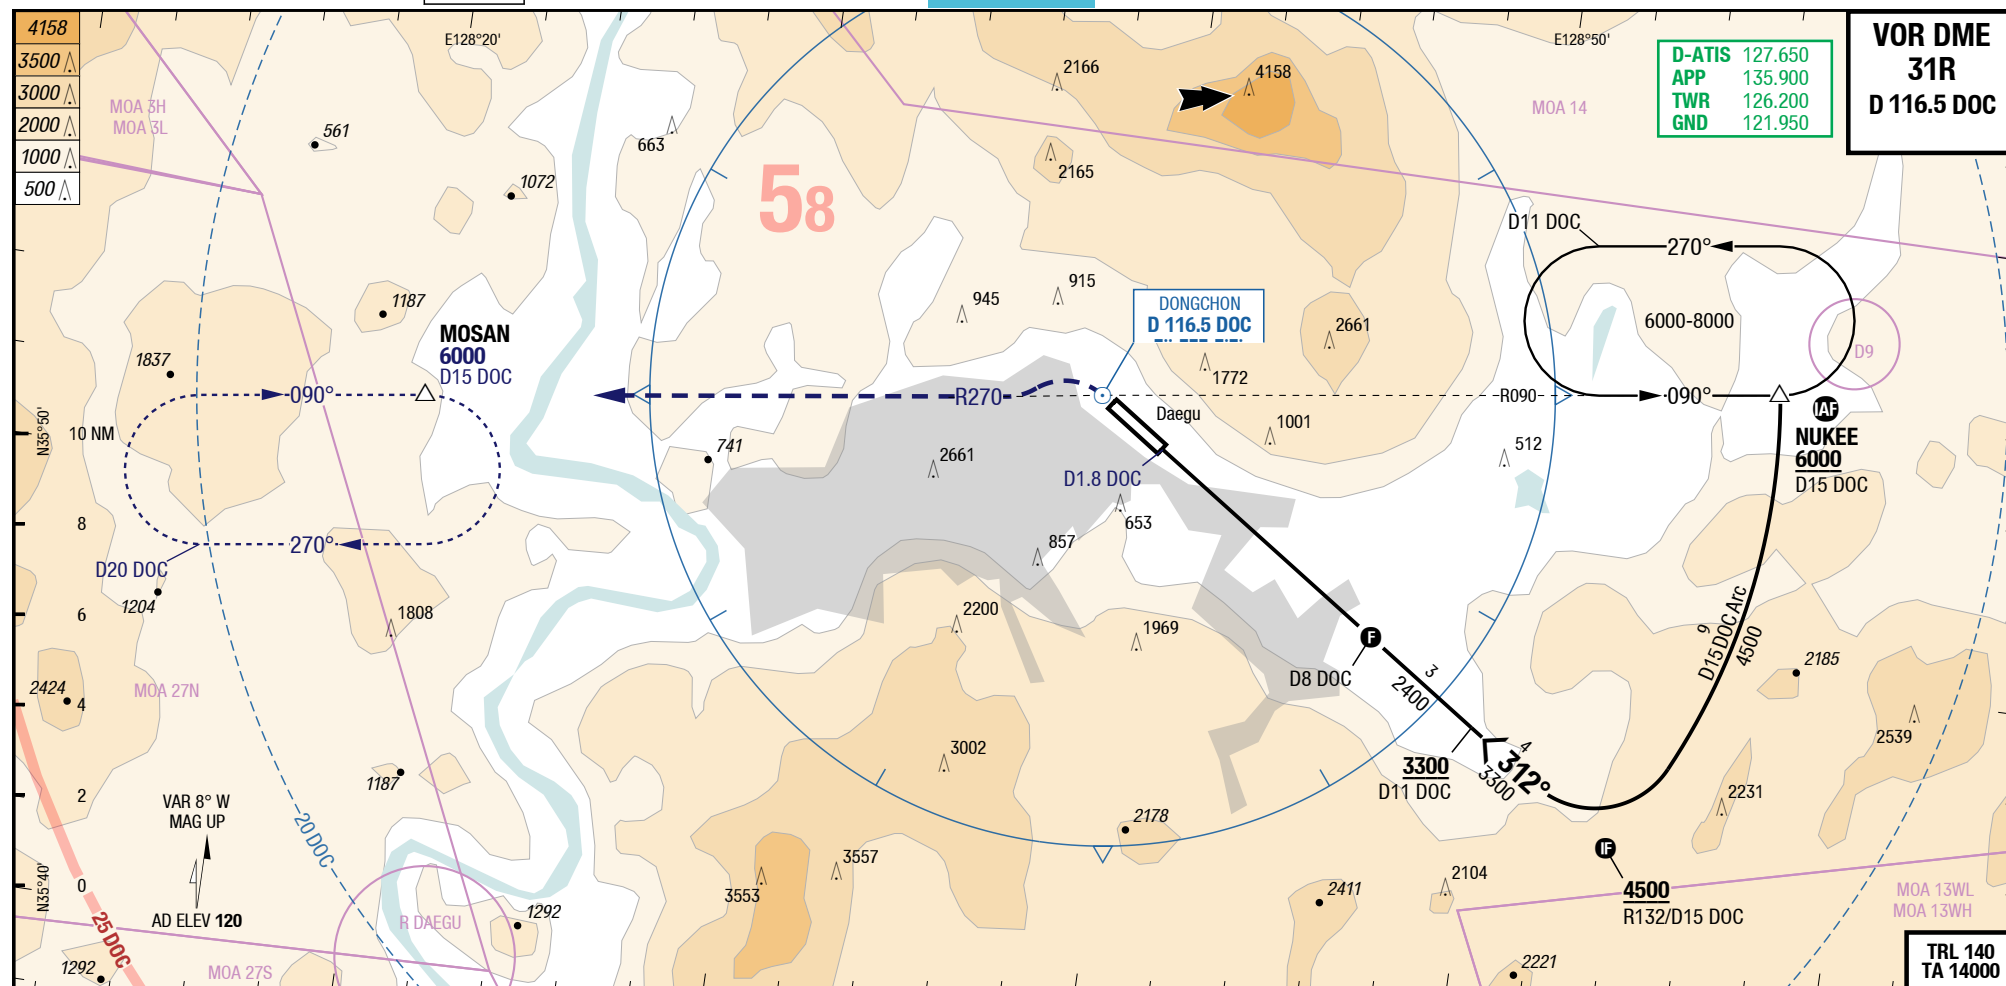 4158
3500
3000
2000
1000
500
E128°20'
E128°50'
VOR DME
31R
D 116.5 DOC
D-ATIS 127.650
APP 135.900
TWR 126.200
GND 121.950
MOA 3H
MOA 3L
561
663
1072
2166
4158
2165
MOA 14
58
D11 DOC
270°
6000-8000
D9
090°
IAF
NUKEE
6000
D15 DOC
1187
945
915
DONGCHON
D 116.5 DOC
2661
1772
MOSAN
6000
D15 DOC
1837
090°
R270
R090
Daegu
1001
512
N35°50'
10 NM
741
2661
D1.8 DOC
653
857
8
270°
D20 DOC
1204
6
1808
2200
1969
F
D8 DOC
3
2400
9
D15 DOC Arc
4500
2185
2424
MOA 27N
4
2539
3002
1187
3300
D11 DOC
4
312°
3300
2
VAR 8° W
MAG UP
20 DOC
2178
2231
IF
4500
R132/D15 DOC
3557
3553
2411
2104
0
N35°40'
AD ELEV 120
25 DOC
R DAEGU
1292
MOA 13WL
MOA 13WH
1292
MOA 27S
2221
TRL 140
TA 14000